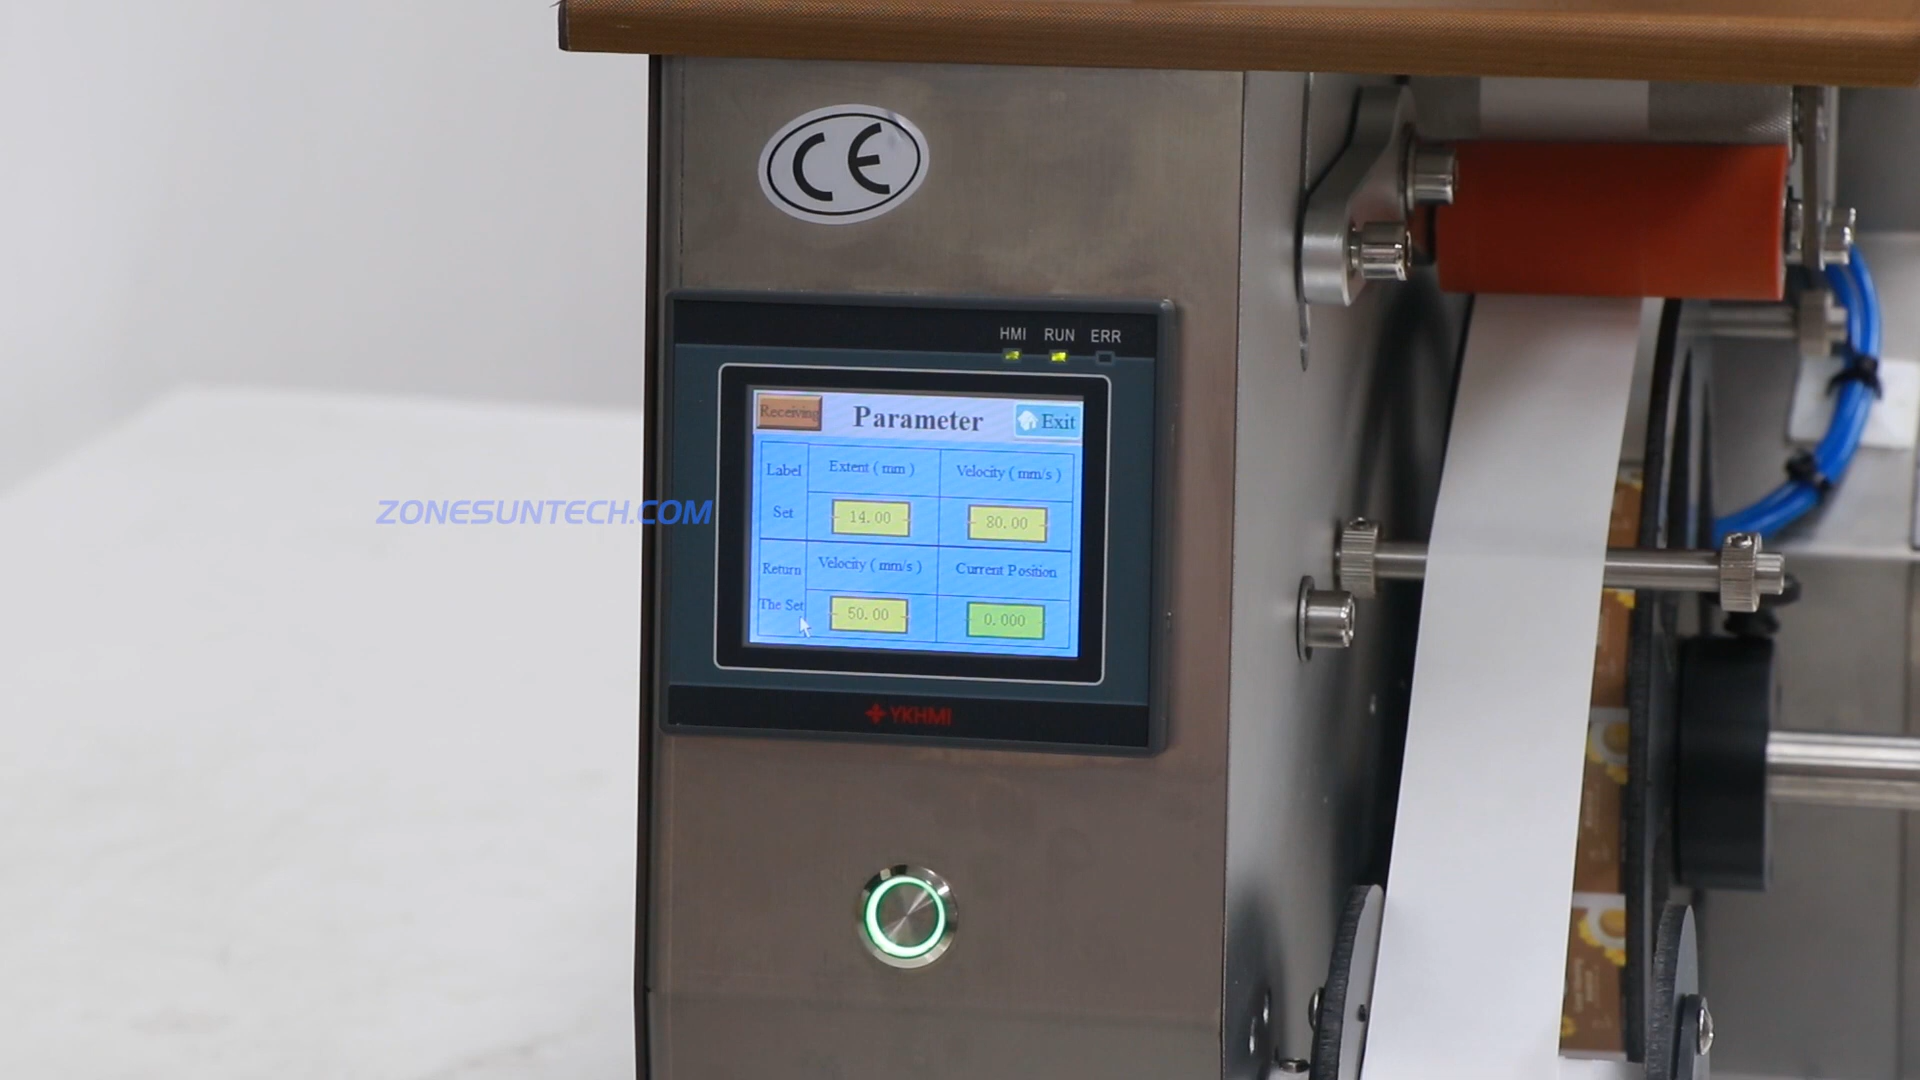 CE
HMI RUN ERR
Receiving Parameter Exit
Label Set
Extent ( mm ) Velocity ( mm/s )
14.00 80.00
Return The Set
Velocity ( mm/s ) Current Position
50.00 0.000
YKHMI
ZONESUNTECH.COM